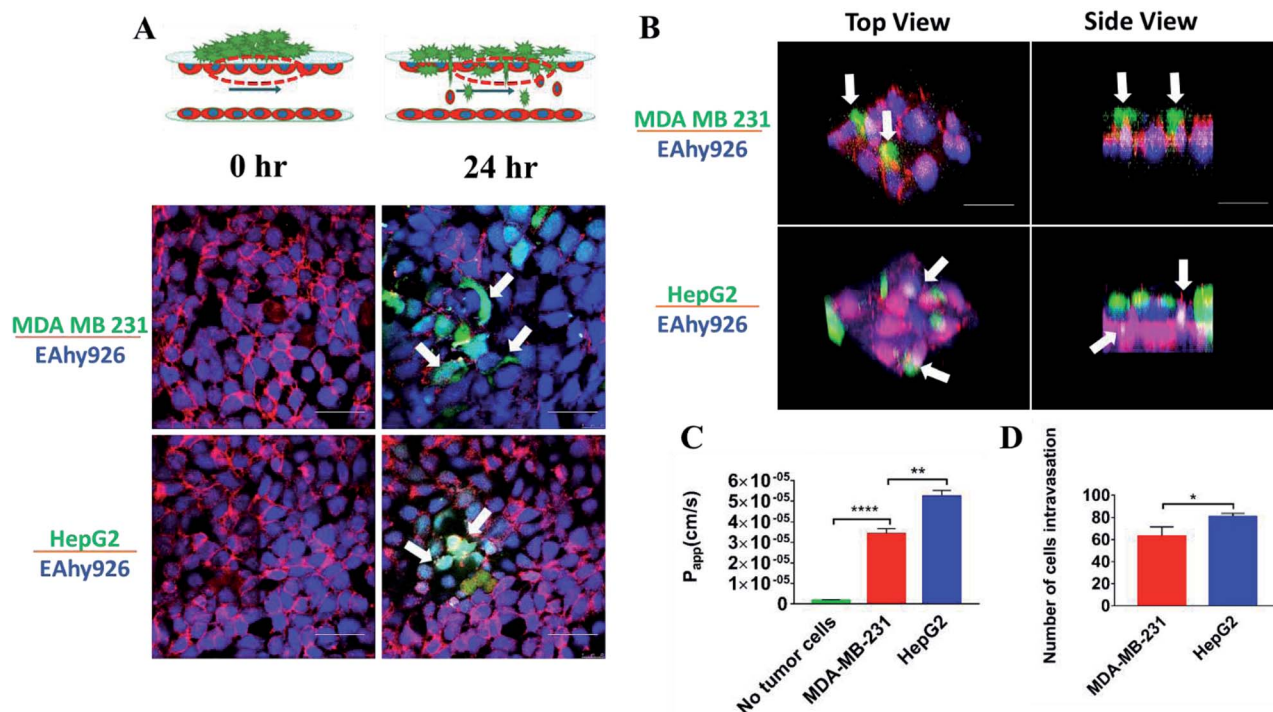 A
0 hr
24 hr
MDA MB 231
EAhy926
HepG2
EAhy926
B
Top View
Side View
MDA MB 231
EAhy926
HepG2
EAhy926
C
P_app(cm/s)
6× 10^-05
5× 10^-05
4× 10^-05
3× 10^-05
2× 10^-05
1× 10^-05
0
****
**
No tumor cells
MDA-MB-231
HepG2
D
Number of cells intravasation
100
80
60
40
20
0
*
MDA-MB-231
HepG2